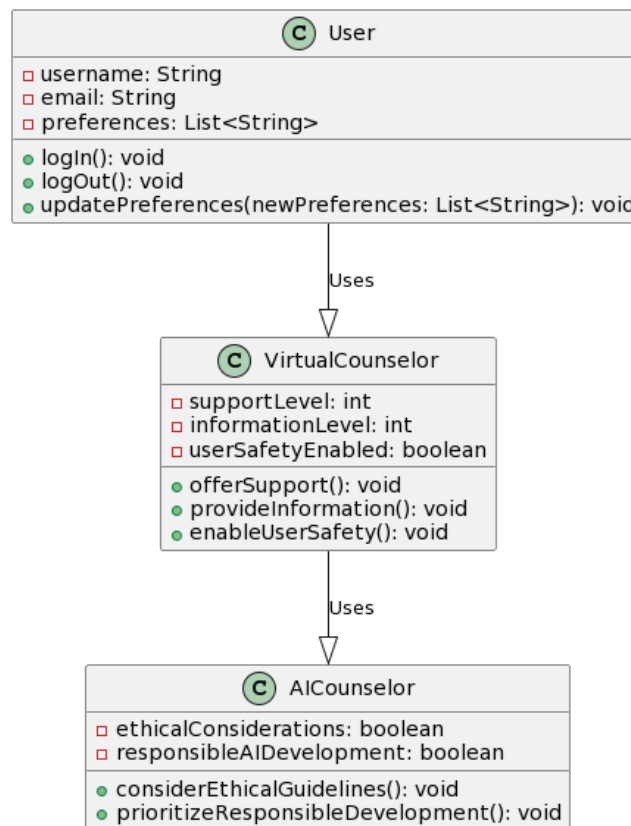 C User
username: String
email: String
preferences: List<String>
logIn(): void
logOut(): void
updatePreferences(newPreferences: List<String>): void
Uses
C VirtualCounselor
supportLevel: int
informationLevel: int
userSafetyEnabled: boolean
offerSupport(): void
provideInformation(): void
enableUserSafety(): void
Uses
C AICounselor
ethicalConsiderations: boolean
responsibleAIDevelopment: boolean
considerEthicalGuidelines(): void
prioritizeResponsibleDevelopment(): void